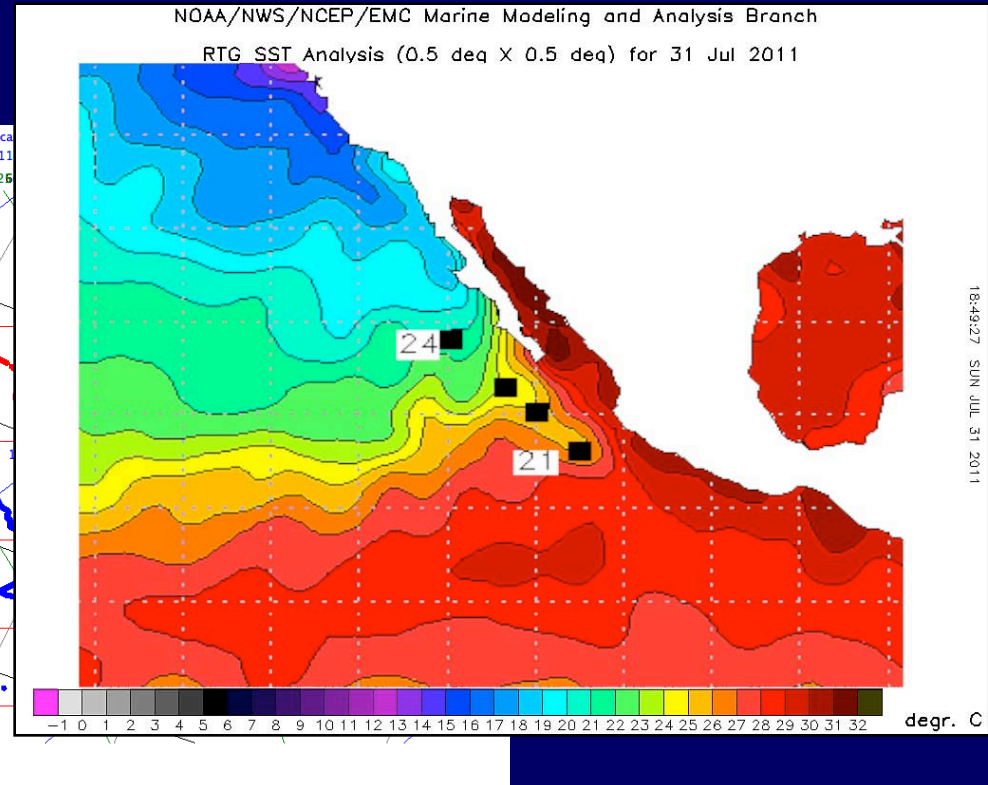 NOAA/NWS/NCEP/EMC Marine Modeling and Analysis Branch
RTG SST Analysis (0.5 deg X 0.5 deg) for 31 Jul 2011
ca
11
26
24
21
18:49:27 SUN JUL 31 2011
-1 0 1 2 3 4 5 6 7 8 9 10 11 12 13 14 15 16 17 18 19 20 21 22 23 24 25 26 27 28 29 30 31 32
degr. C